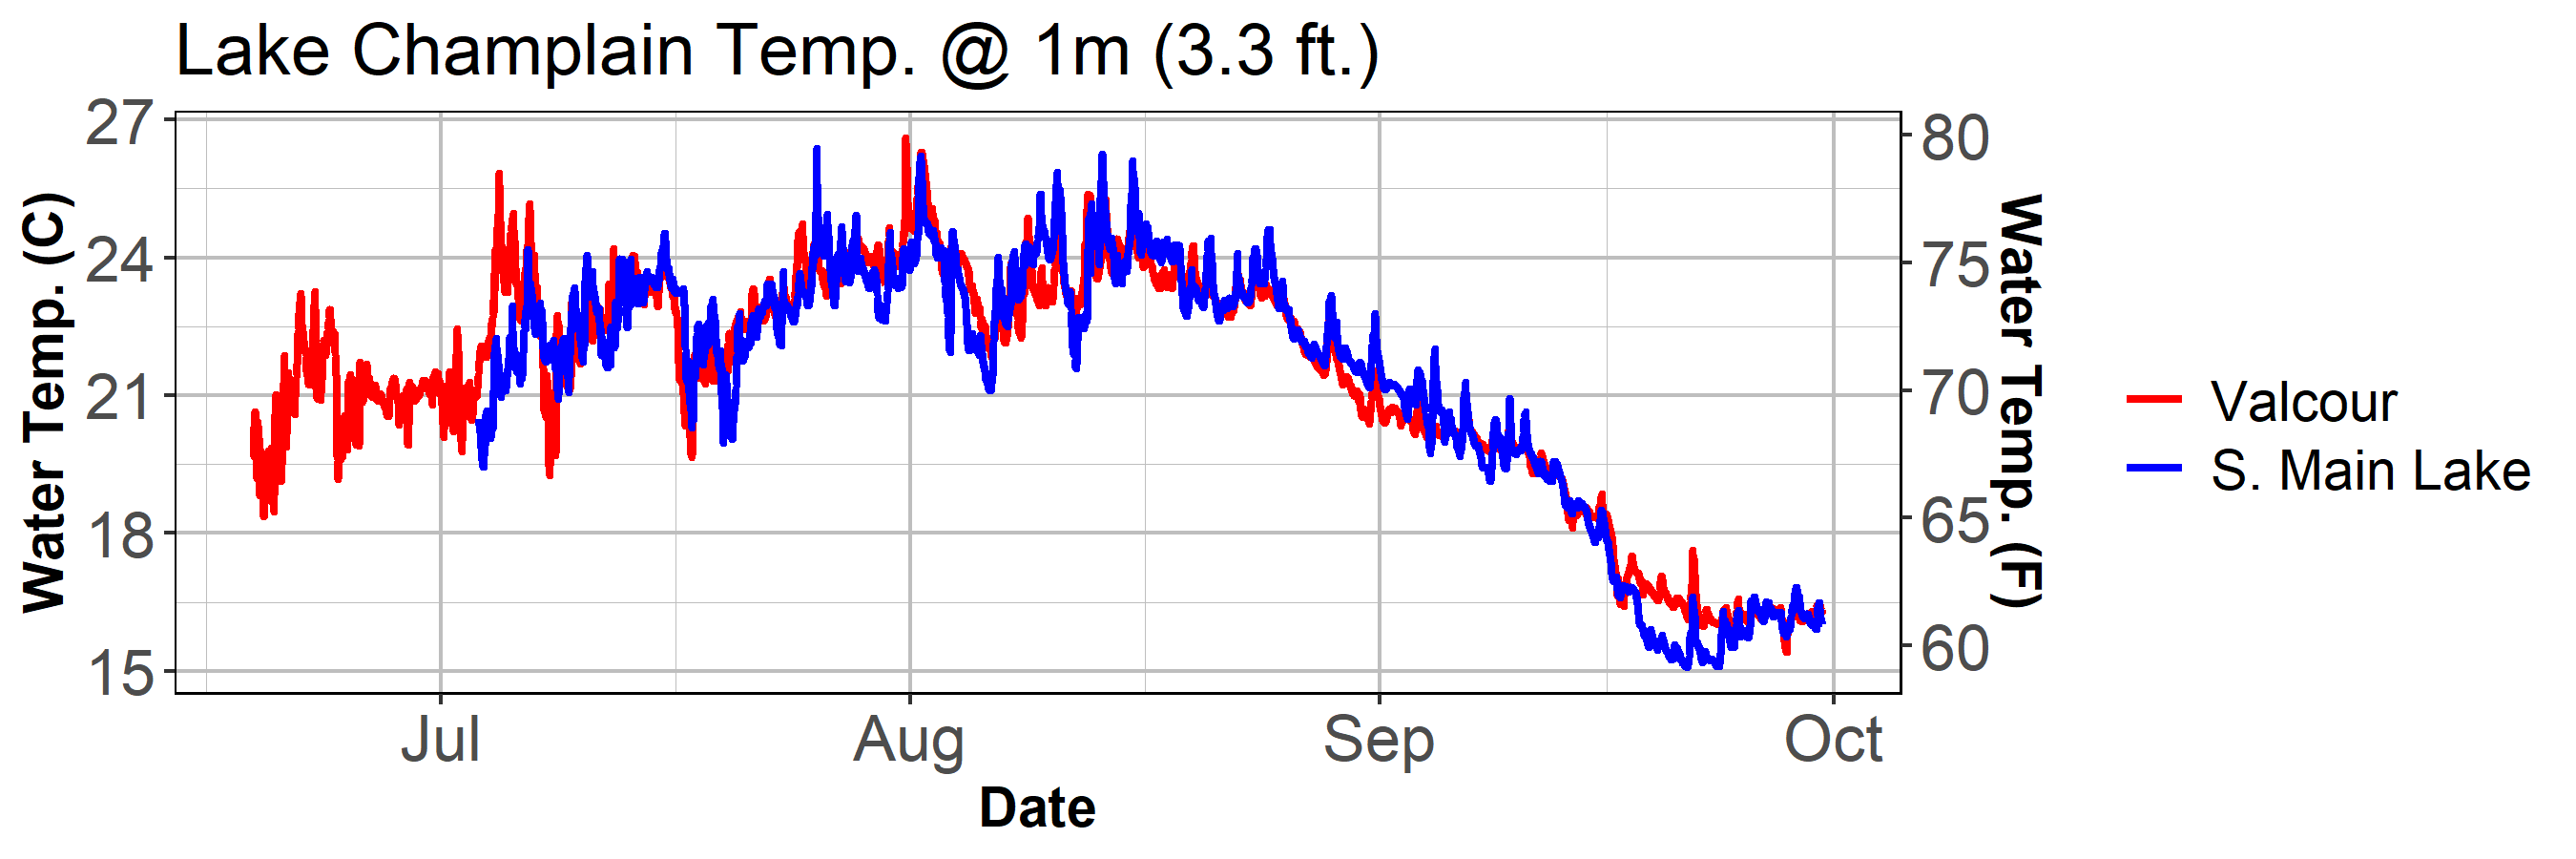 Lake Champlain Temp. @ 1m (3.3 ft.)
27
24
21
18
15
Water Temp. (C)
80
75
70
65
60
Water Temp. (F)
Jul
Aug
Sep
Oct
Date
Valcour
S. Main Lake